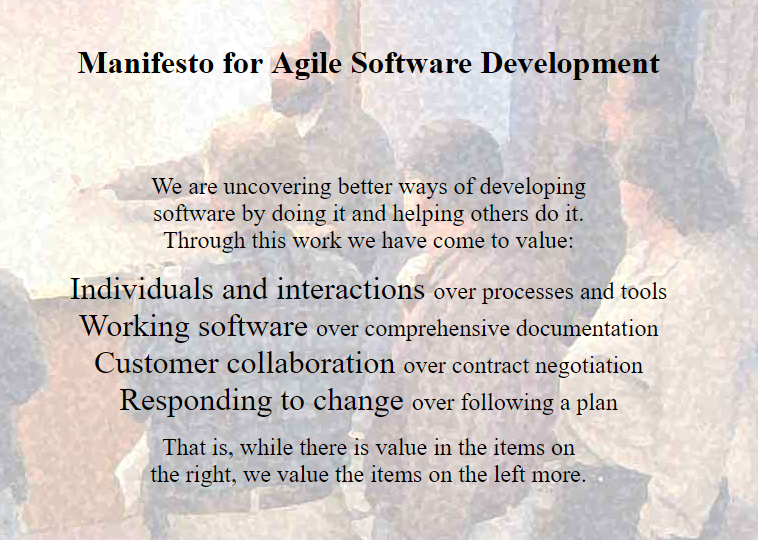 Manifesto for Agile Software Development
We are uncovering better ways of developing
software by doing it and helping others do it.
Through this work we have come to value:
Individuals and interactions over processes and tools
Working software over comprehensive documentation
Customer collaboration over contract negotiation
Responding to change over following a plan
That is, while there is value in the items on
the right, we value the items on the left more.